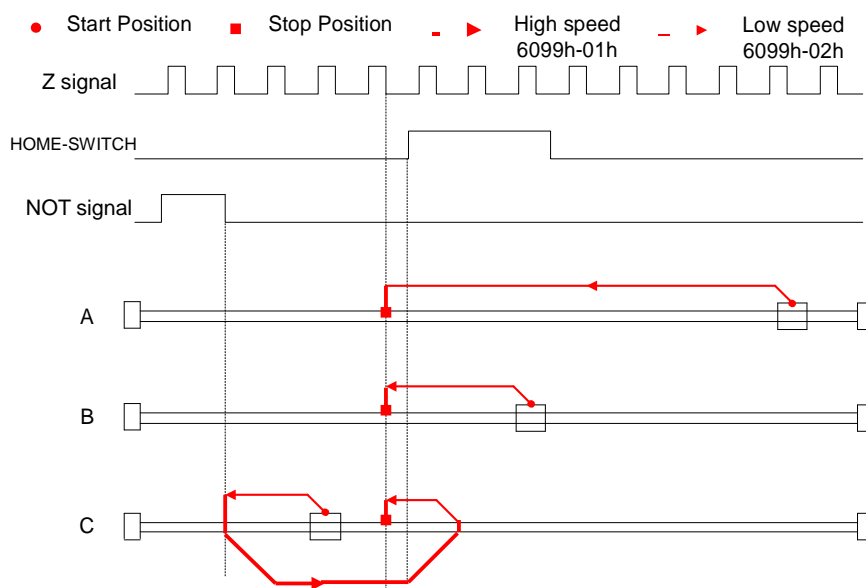 Start Position
Stop Position
High speed
6099h-01h
Low speed
6099h-02h
Z signal
HOME-SWITCH
NOT signal
A
B
C